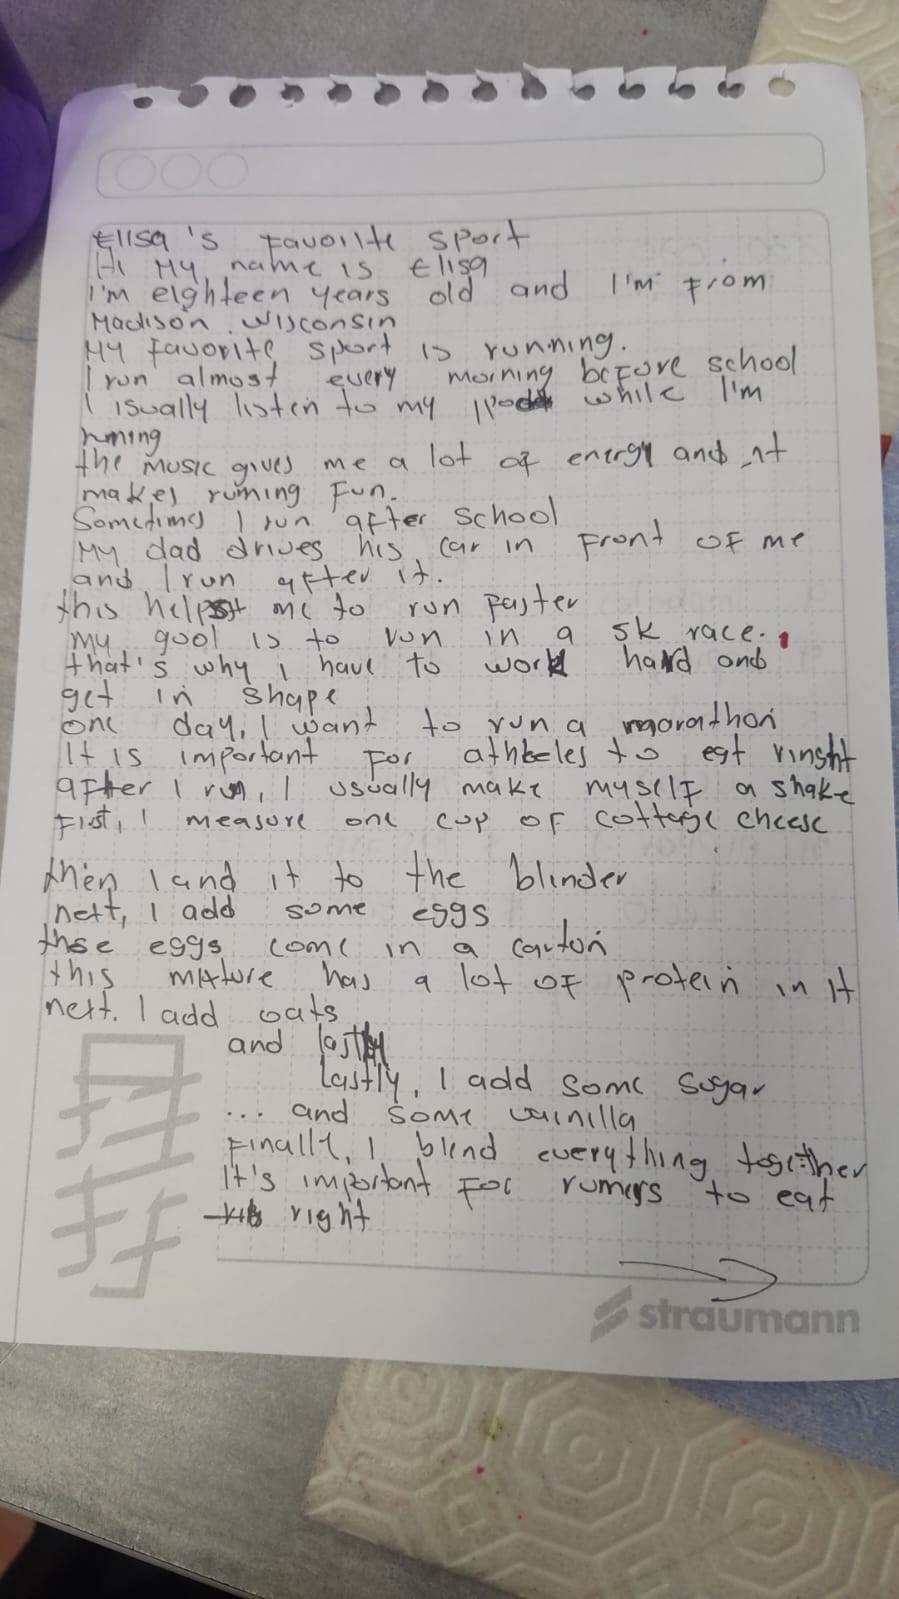 Elisa's Favorite sport
Hi My name is Elisa
I'm eighteen years old and I'm From
Madison, Wisconsin
My favorite sport is running.
I run almost every morning before school
I isually listen to my while I'm
the music gives me a lot of energy and it
makes running Fun.
Sometimes I run after school
My dad drives his car in Front OF me
and I run after it.
this helps me to run faster
my gool is to run in a 5k race.
that's why I have to work hard and
get in shape
one day, I want to run a marathon
It Is important For to eat
after I run, I usually make myself a shake
First, I measure one cup OF cottage cheese
then I and it to the blinder
next, I add some eggs
thse eggs come in a carton
this mixture has a lot OF protein in It
next. I add oats
and lastly
Lastly, I add some sugar
... and some vainilla
Finally, I blend everything together
It's important For to eat
right
straumann